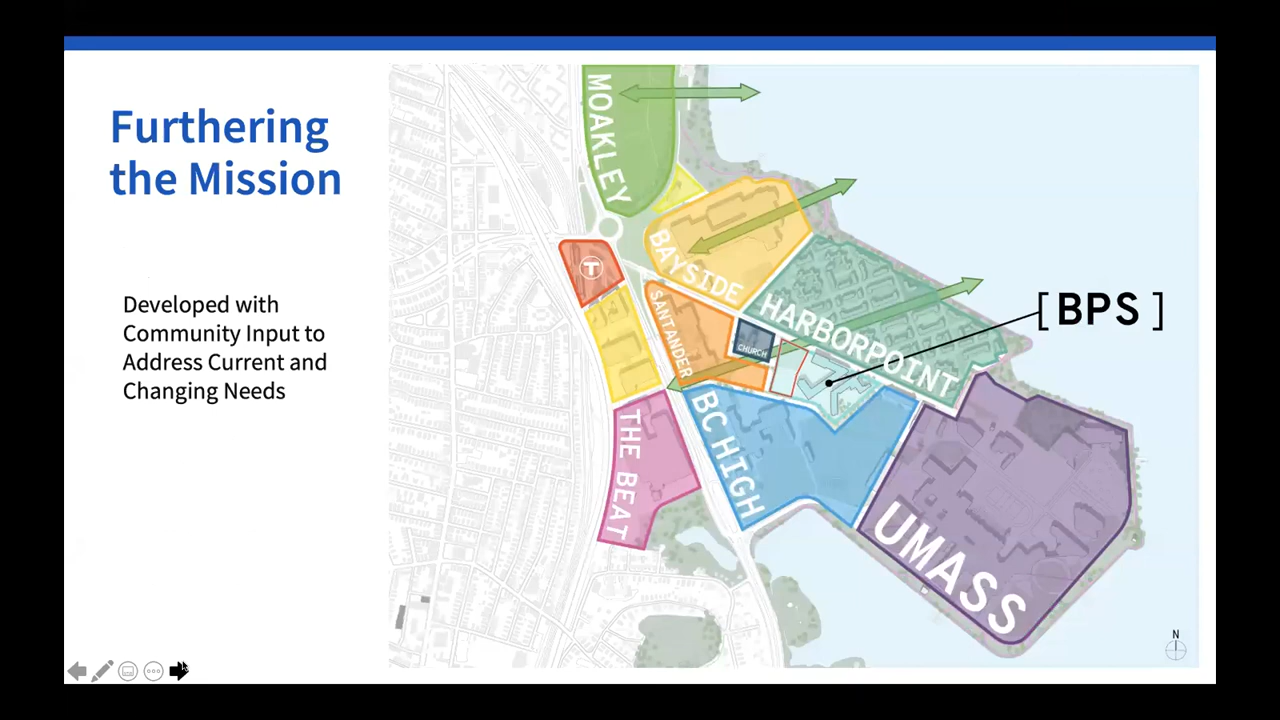 Furthering
the Mission
Developed with
Community Input to
Address Current and
Changing Needs
MOAKLEY
BAYSIDE
T
SANTANDER
CHURCH
HARBORPOINT
[ BPS ]
THE BEAT
BC HIGH
UMASS
N